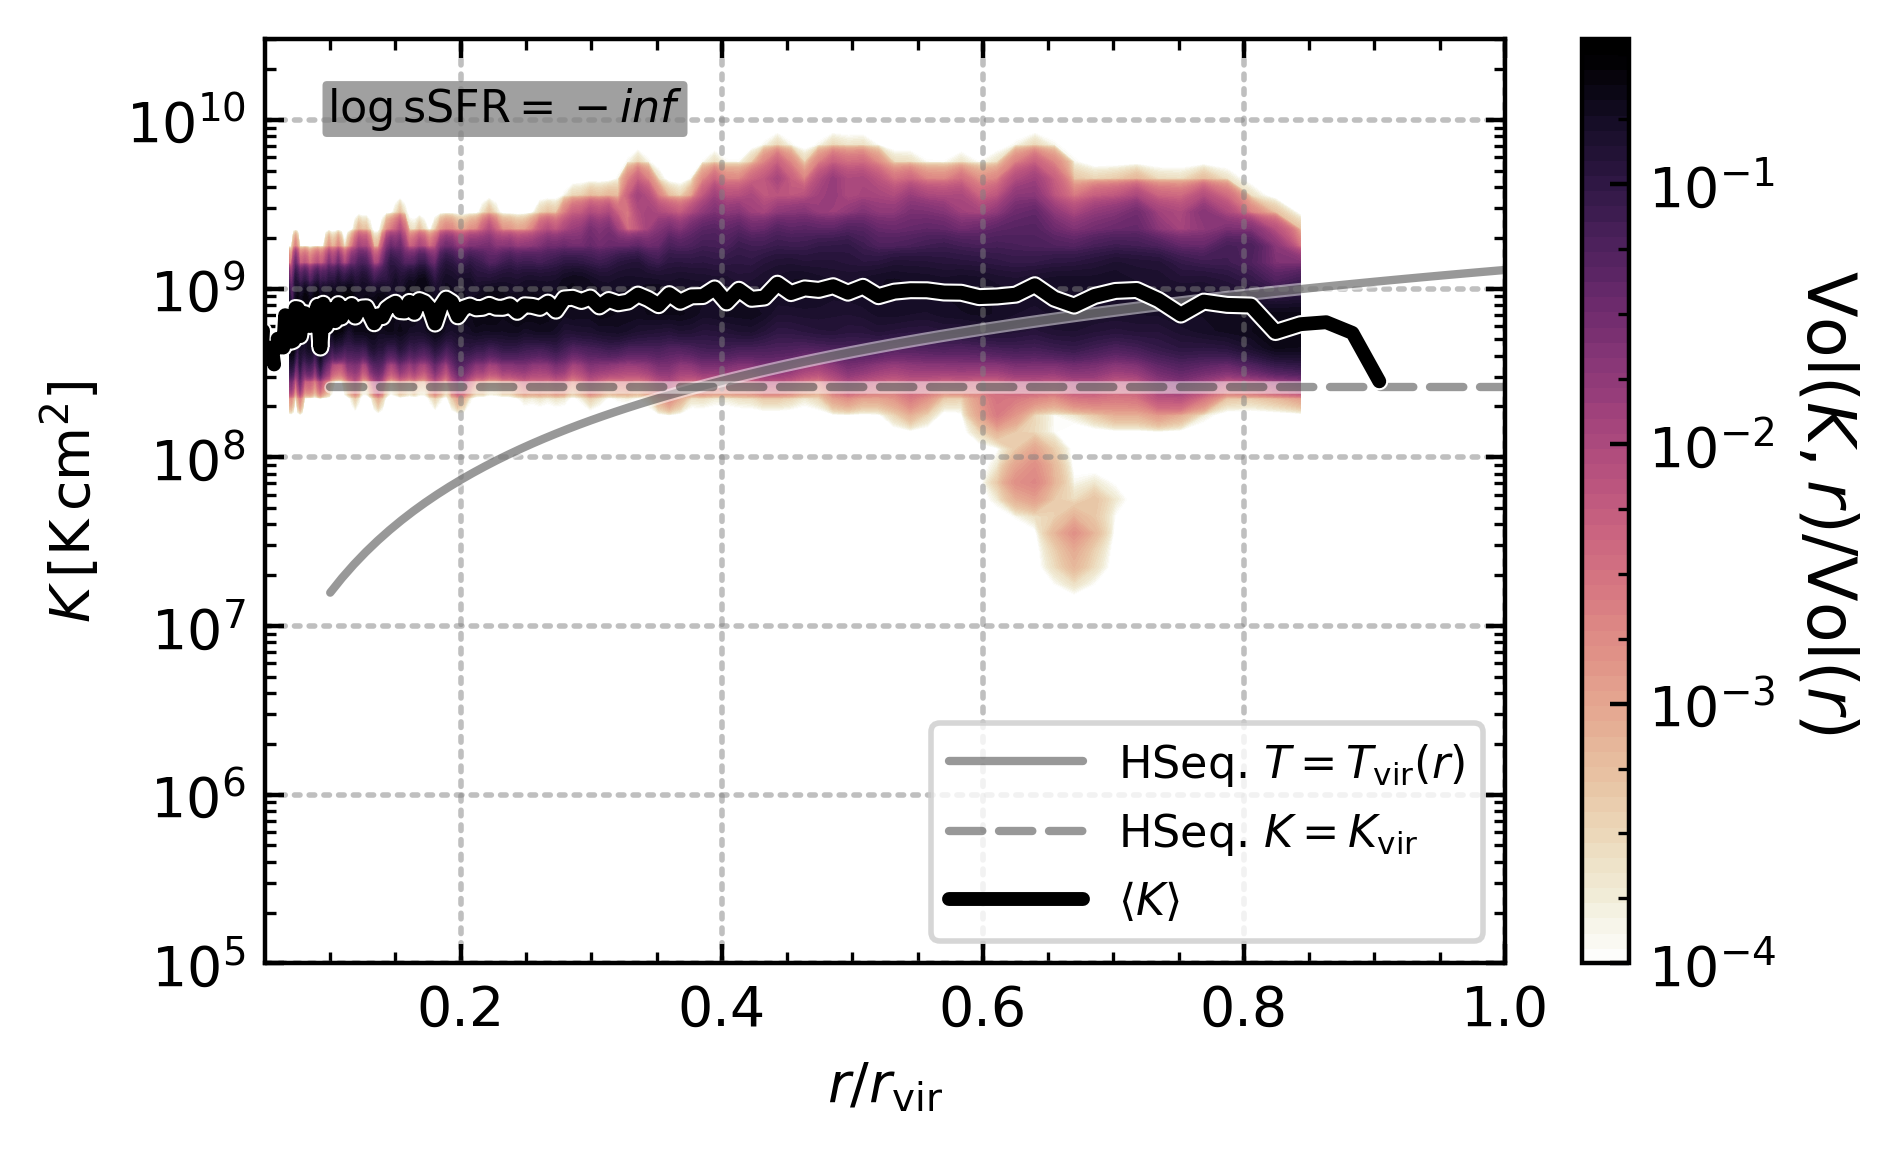 log sSFR = − inf
10^10
10^9
10^8
10^7
10^6
10^5
K [K cm^2]
0.2 0.4 0.6 0.8 1.0
r/r_vir
HSeq. T = T_vir(r)
HSeq. K = K_vir
⟨K⟩
10^−1
10^−2
10^−3
10^−4
Vol(K, r)/Vol(r)